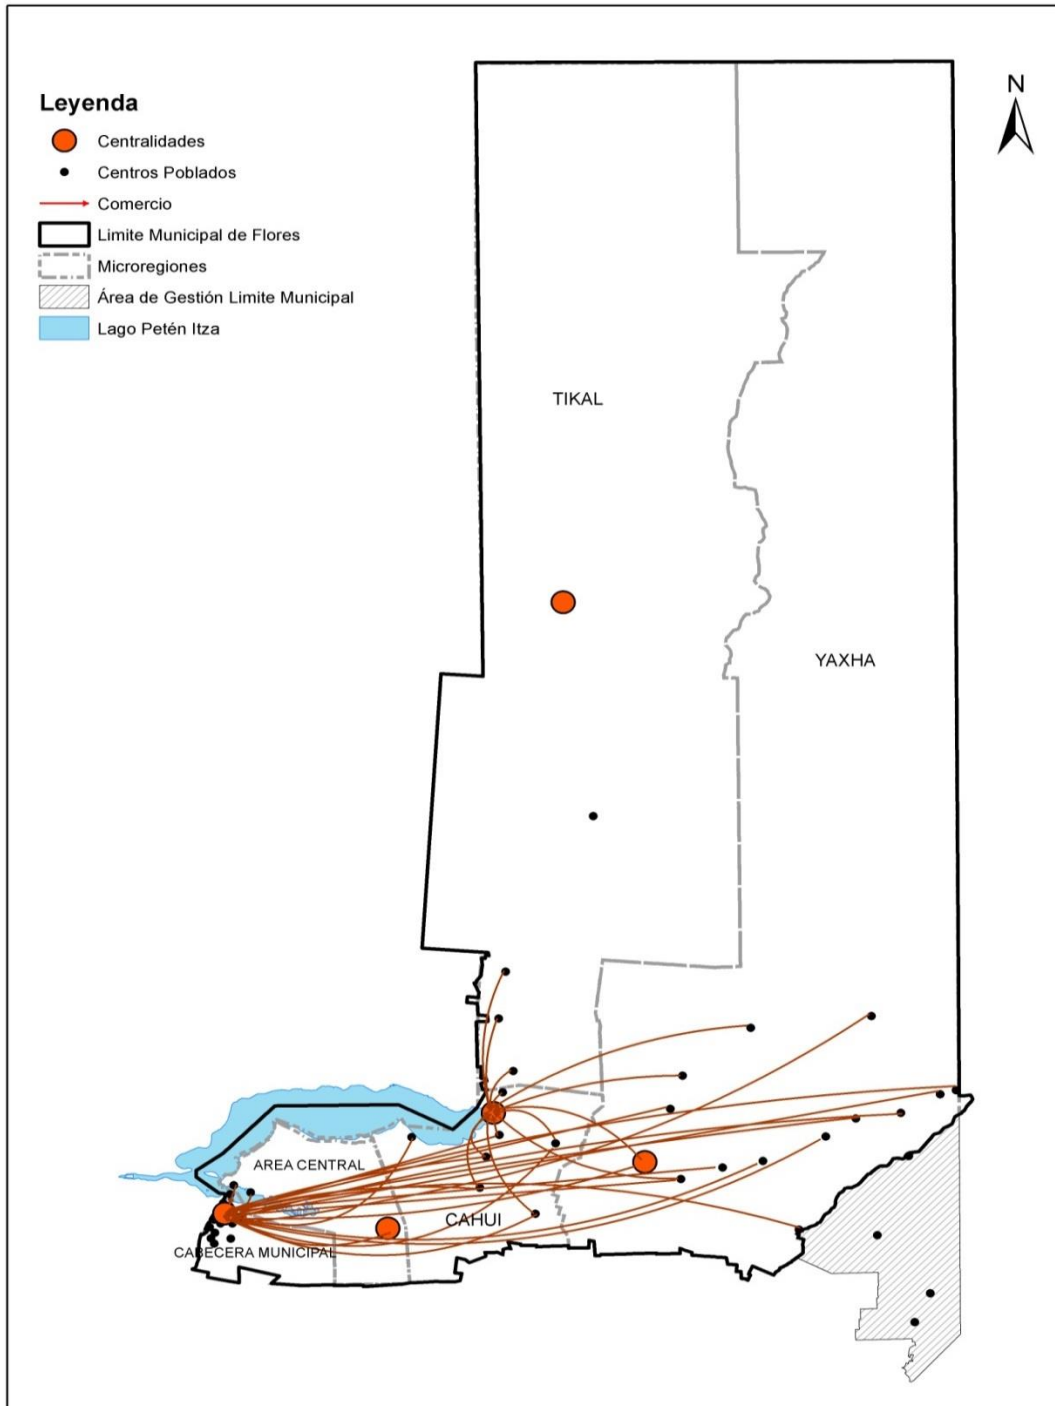 N
Leyenda
Centralidades
Centros Poblados
Comercio
Limite Municipal de Flores
Microregiones
Área de Gestión Limite Municipal
Lago Petén Itza
TIKAL
YAXHA
AREA CENTRAL
CAHUI
CABECERA MUNICIPAL